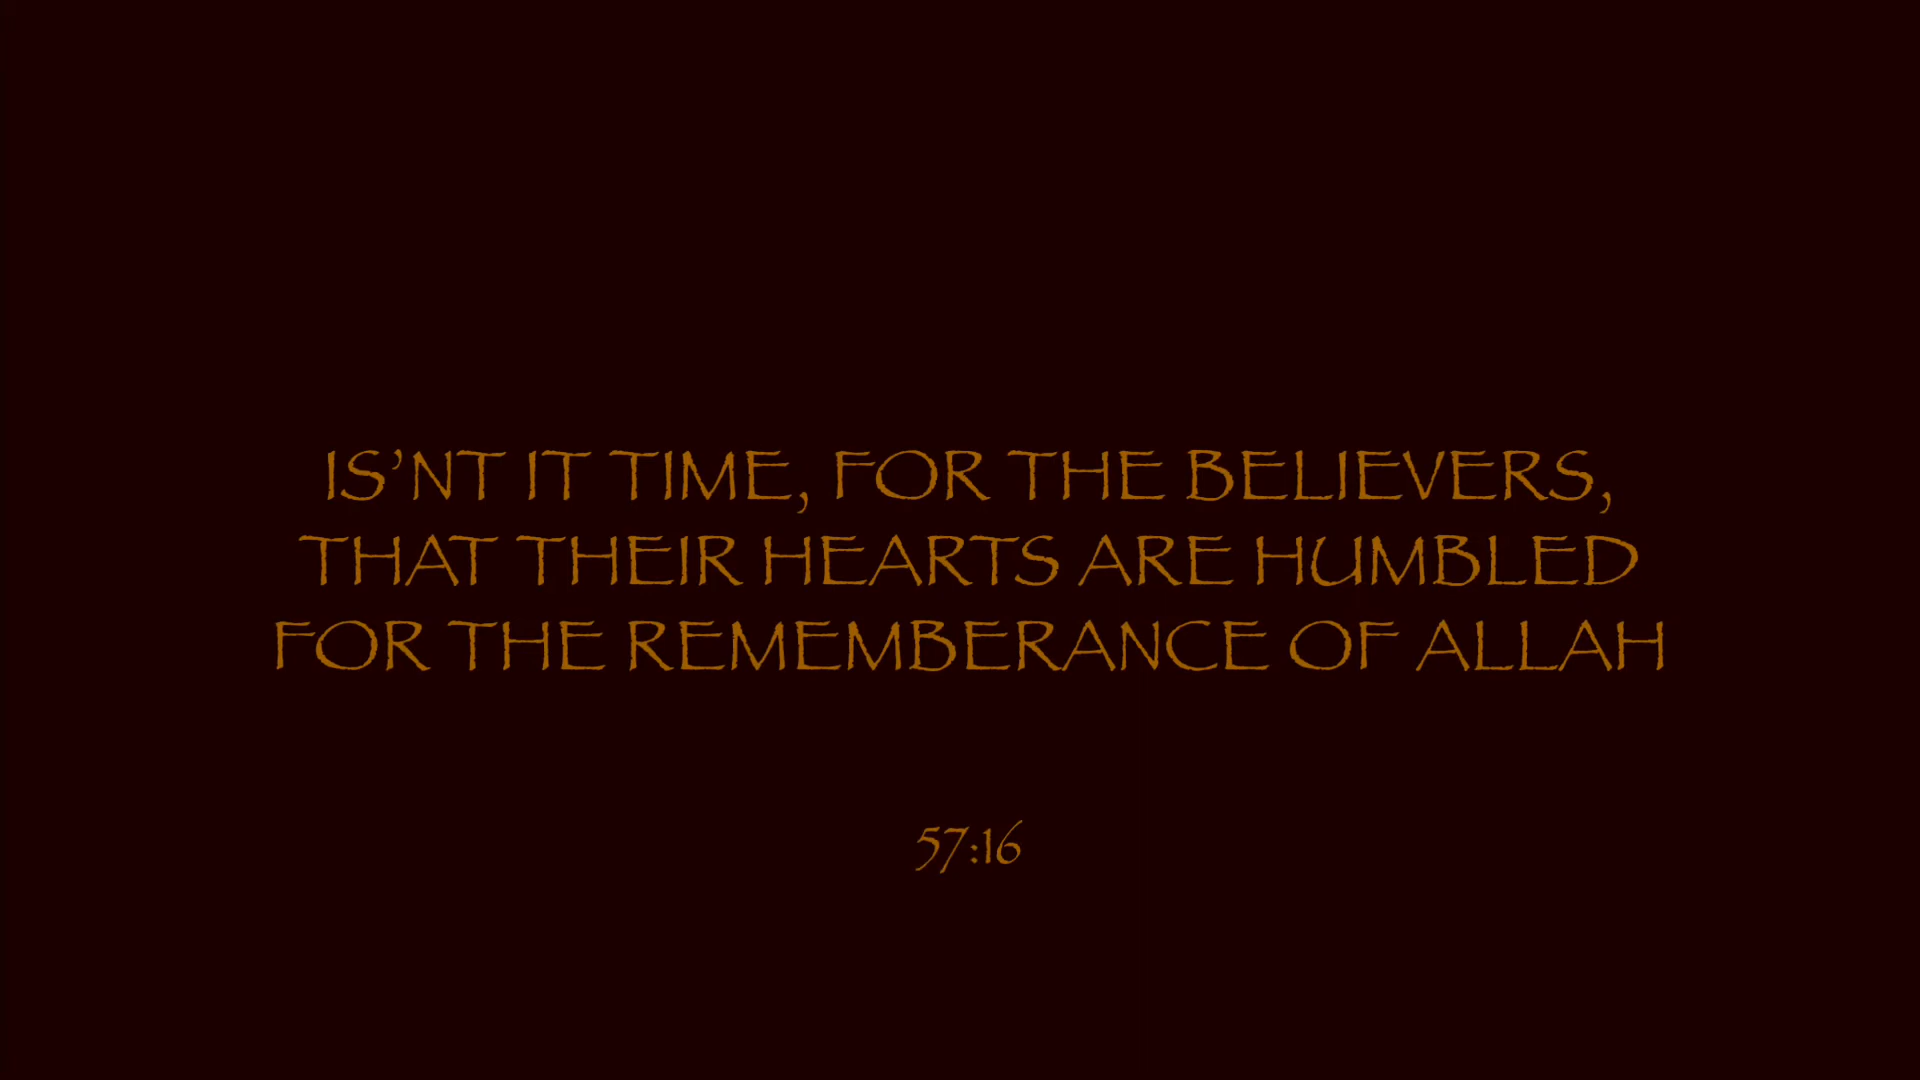 IS’NT IT TIME, FOR THE BELIEVERS,
THAT THEIR HEARTS ARE HUMBLED
FOR THE REMEMBERANCE OF ALLAH
57:16